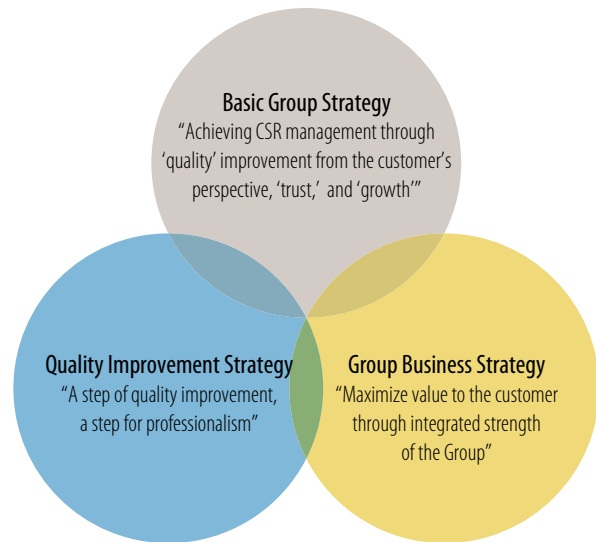 Basic Group Strategy
“Achieving CSR management through
‘quality’ improvement from the customer’s
perspective, ‘trust,’ and ‘growth’”
Quality Improvement Strategy
“A step of quality improvement,
a step for professionalism”
Group Business Strategy
“Maximize value to the customer
through integrated strength
of the Group”